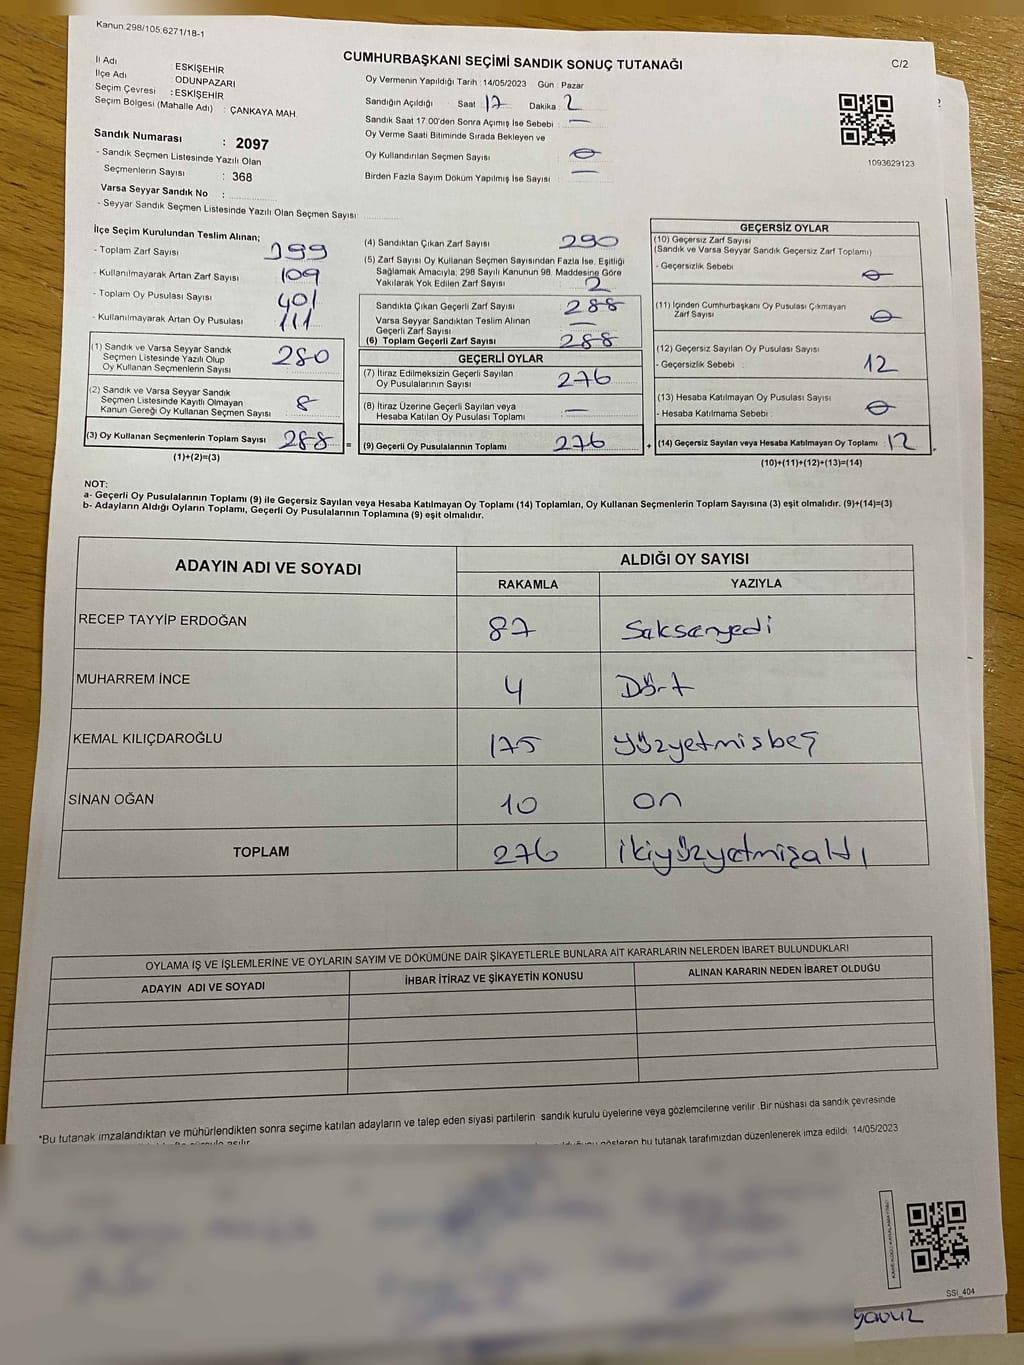 Kanun:298/105;6271/18-1
CUMHURBAŞKANI SEÇİMİ SANDIK SONUÇ TUTANAĞI
C/2
İl Adı : ESKİŞEHİR
İlçe Adı : ODUNPAZARI
Seçim Çevresi : ESKİŞEHİR
Seçim Bölgesi (Mahalle Adı) : ÇANKAYA MAH.
Sandık Numarası : 2097
- Sandık Seçmen Listesinde Yazılı Olan
Seçmenlerin Sayısı : 368
Varsa Seyyar Sandık No :
- Seyyar Sandık Seçmen Listesinde Yazılı Olan Seçmen Sayısı:
Oy Vermenin Yapıldığı Tarih : 14/05/2023 Gün : Pazar
Sandığın Açıldığı Saat : 17 Dakika : 2
Sandık Saat 17:00'den Sonra Açımış İse Sebebi : —
Oy Verme Saati Bitiminde Sırada Bekleyen ve
Oy Kullandırılan Seçmen Sayısı : 0
Birden Fazla Sayım Döküm Yapılmış İse Sayısı : —
1093629123
İlçe Seçim Kurulundan Teslim Alınan;
- Toplam Zarf Sayısı : 399
- Kullanılmayarak Artan Zarf Sayısı : 109
- Toplam Oy Pusulası Sayısı : 401
- Kullanılmayarak Artan Oy Pusulası : 111
(1) Sandık ve Varsa Seyyar Sandık
Seçmen Listesinde Yazılı Olup
Oy Kullanan Seçmenlerin Sayısı : 280
(2) Sandık ve Varsa Seyyar Sandık
Seçmen Listesinde Kayıtlı Olmayan
Kanun Gereği Oy Kullanan Seçmen Sayısı : 8
(3) Oy Kullanan Seçmenlerin Toplam Sayısı : 288
(1)+(2)=(3)
(4) Sandıktan Çıkan Zarf Sayısı : 290
(5) Zarf Sayısı Oy Kullanan Seçmen Sayısından Fazla İse, Eşitliği
Sağlamak Amacıyla, 298 Sayılı Kanunun 98. Maddesine Göre
Yakılarak Yok Edilen Zarf Sayısı : 2
Sandıkta Çıkan Geçerli Zarf Sayısı : 288
Varsa Seyyar Sandıktan Teslim Alınan
Geçerli Zarf Sayısı : —
(6) Toplam Geçerli Zarf Sayısı : 288
GEÇERLİ OYLAR
(7) İtiraz Edilmeksizin Geçerli Sayılan
Oy Pusulalarının Sayısı : 276
(8) İtiraz Üzerine Geçerli Sayılan veya
Hesaba Katılan Oy Pusulası Toplamı : —
= (9) Geçerli Oy Pusulalarının Toplamı : 276
GEÇERSİZ OYLAR
(10) Geçersiz Zarf Sayısı
(Sandık ve Varsa Seyyar Sandık Geçersiz Zarf Toplamı)
- Geçersizlik Sebebi : 0
(11) İçinden Cumhurbaşkanı Oy Pusulası Çıkmayan
Zarf Sayısı : 0
(12) Geçersiz Sayılan Oy Pusulası Sayısı
- Geçersizlik Sebebi : 12
(13) Hesaba Katılmayan Oy Pusulası Sayısı
- Hesaba Katılmama Sebebi : 0
+ (14) Geçersiz Sayılan veya Hesaba Katılmayan Oy Toplamı : 12
(10)+(11)+(12)+(13)=(14)
NOT:
a- Geçerli Oy Pusulalarının Toplamı (9) ile Geçersiz Sayılan veya Hesaba Katılmayan Oy Toplamı (14) Toplamları, Oy Kullanan Seçmenlerin Toplam Sayısına (3) eşit olmalıdır. (9)+(14)=(3)
b- Adayların Aldığı Oyların Toplamı, Geçerli Oy Pusulalarının Toplamına (9) eşit olmalıdır.
ADAYIN ADI VE SOYADI
ALDIĞI OY SAYISI
RAKAMLA YAZIYLA
RECEP TAYYİP ERDOĞAN 87 Seksenyedi
MUHARREM İNCE 4 Dört
KEMAL KILIÇDAROĞLU 175 Yüzyetmisbeş
SİNAN OĞAN 10 on
TOPLAM 276 ikiyüzyetmişaltı
OYLAMA İŞ VE İŞLEMLERİNE VE OYLARIN SAYIM VE DÖKÜMÜNE DAİR ŞİKAYETLERLE BUNLARA AİT KARARLARIN NELERDEN İBARET BULUNDUKLARI
ADAYIN ADI VE SOYADI İHBAR İTİRAZ VE ŞİKAYETİN KONUSU ALINAN KARARIN NEDEN İBARET OLDUĞU
*Bu tutanak imzalandıktan ve mühürlendikten sonra seçime katılan adayların ve talep eden siyasi partilerin sandık kurulu üyelerine veya gözlemcilerine verilir. Bir nüshası da sandık çevresinde
gösteren bu tutanak tarafımızdan düzenlenerek imza edildi. 14/05/2023
SSI_404
yavuz